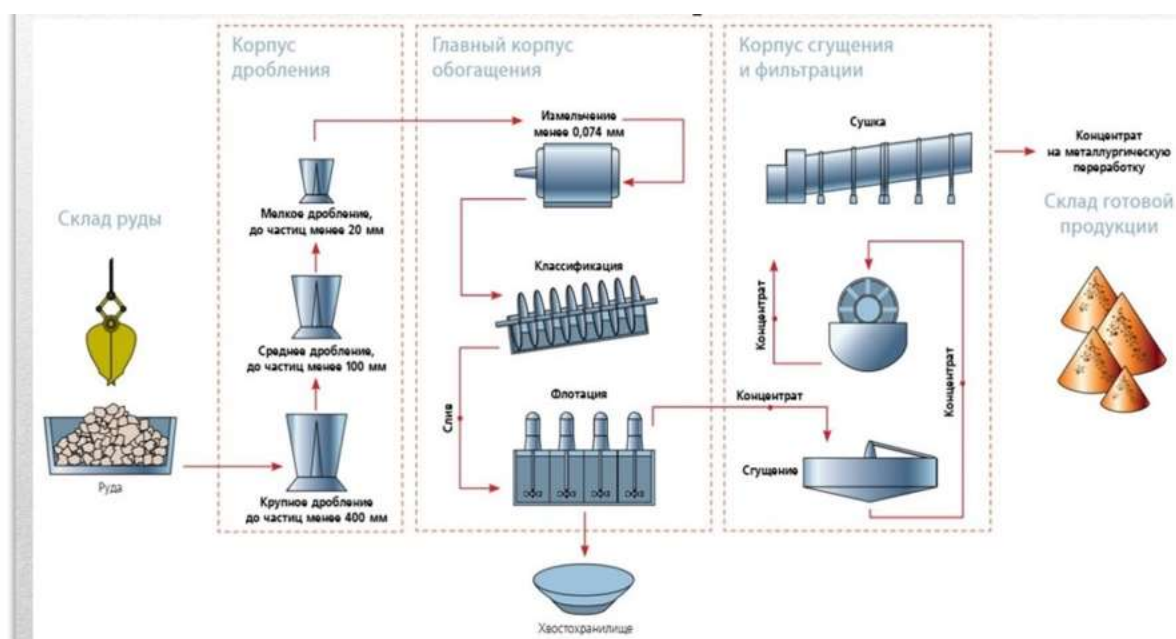 Корпус
дробления
Главный корпус
обогащения
Корпус сгущения
и фильтрации
Измельчение
менее 0,074 мм
Сушка
Концентрат
на металлургическую
переработку
Склад руды
Мелкое дробление,
до частиц менее 20 мм
Склад готовой
продукции
Классификация
Концентрат
Концентрат
Среднее дробление,
до частиц менее 100 мм
Слив
Флотация
Концентрат
Сгущение
Руда
Крупное дробление
до частиц менее 400 мм
Хвостохранилище